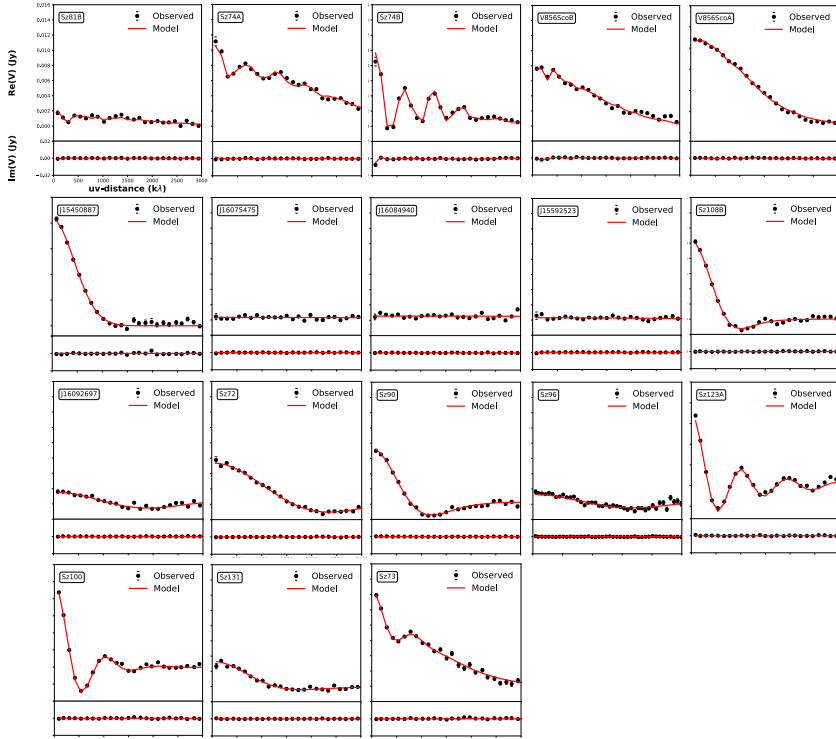 0.016
0.014
0.012
0.010
0.008
0.006
0.004
0.002
0.000
0.02
0.00
−0.02
Re(V) (Jy)
Im(V) (Jy)
0 500 1000 1500 2000 2500 3000
uv-distance (kλ)
Sz81B
Observed
Model
Sz74A
Observed
Model
Sz74B
Observed
Model
V856ScoB
Observed
Model
V856ScoA
Observed
Model
J15450887
Observed
Model
J16075475
Observed
Model
J16084940
Observed
Model
J15592523
Observed
Model
Sz108B
Observed
Model
J16092697
Observed
Model
Sz72
Observed
Model
Sz90
Observed
Model
Sz96
Observed
Model
Sz123A
Observed
Model
Sz100
Observed
Model
Sz131
Observed
Model
Sz73
Observed
Model